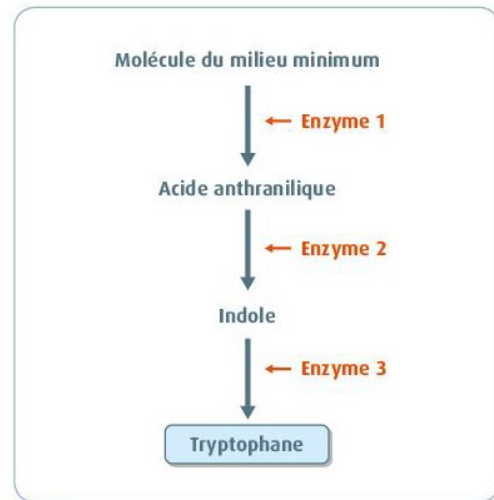 Molécule du milieu minimum
← Enzyme 1
Acide anthranilique
← Enzyme 2
Indole
← Enzyme 3
Tryptophane